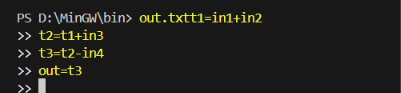 PS D:\MinGW\bin> out.txtt1=in1+in2
>> t2=t1+in3
>> t3=t2-in4
>> out=t3
>>